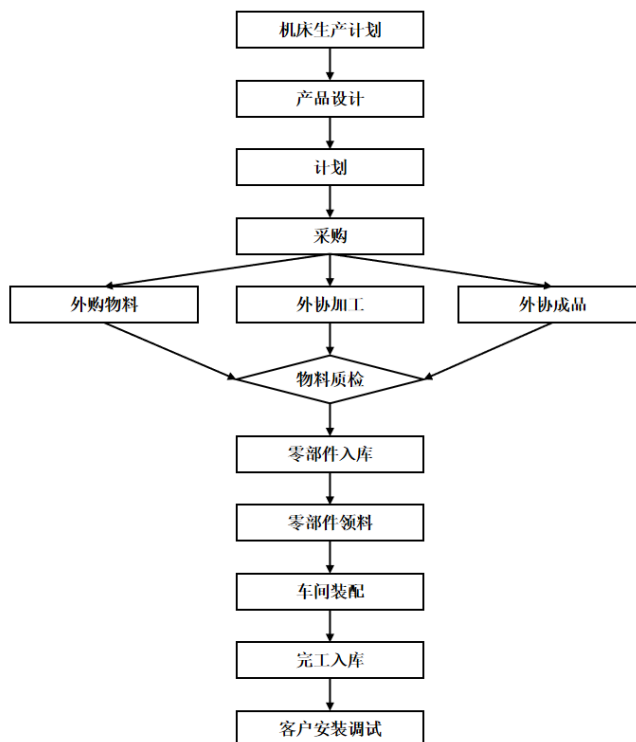 机床生产计划
产品设计
计划
采购
外购物料
外协加工
外协成品
物料质检
零部件入库
零部件领料
车间装配
完工入库
客户安装调试